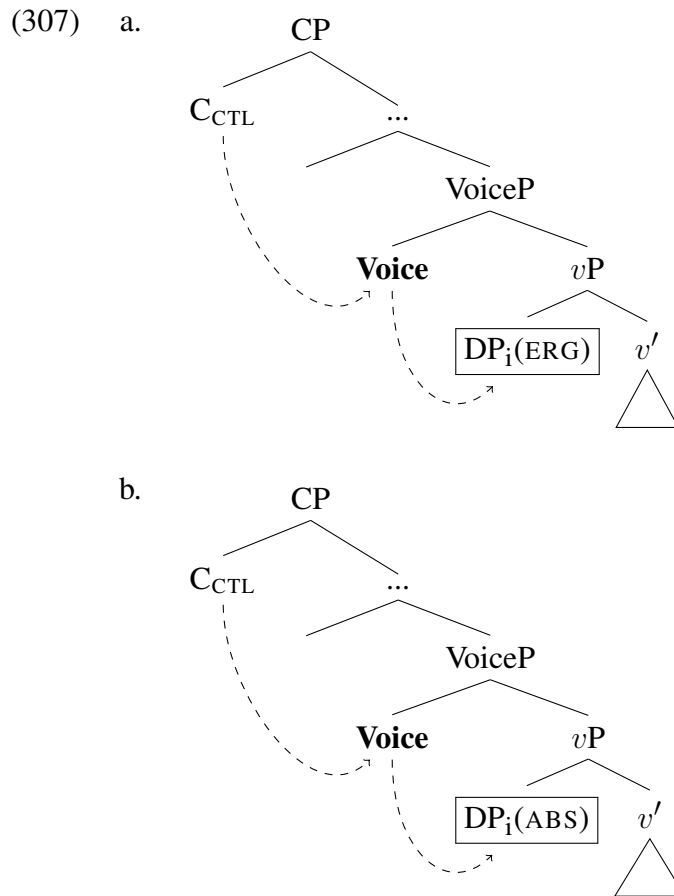 (307) a. CP
C_CTL ...
VoiceP
Voice vP
DP_i(ERG) v′
b. CP
C_CTL ...
VoiceP
Voice vP
DP_i(ABS) v′